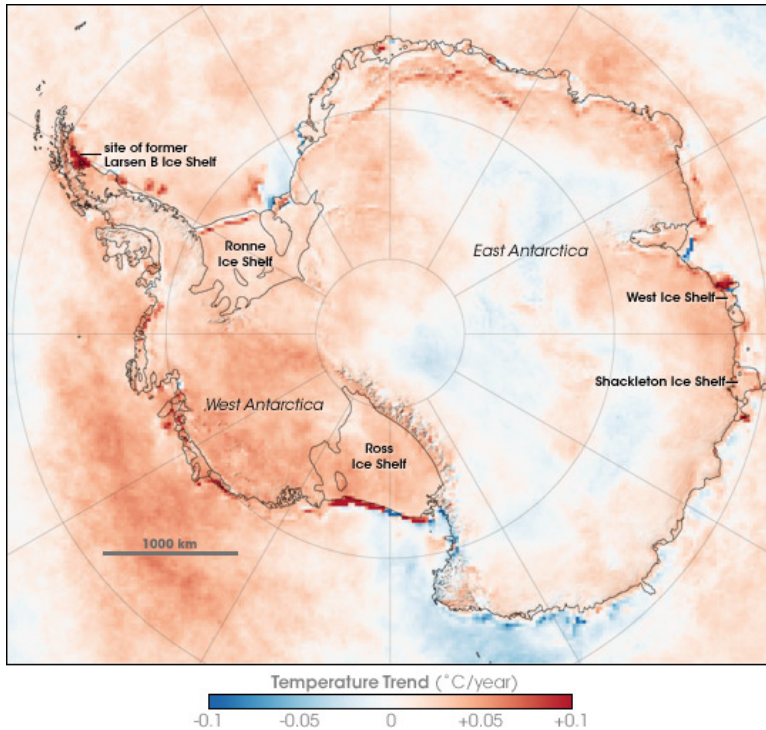 site of former
Larsen B Ice Shelf
Ronne
Ice Shelf
East Antarctica
West Ice Shelf
Shackleton Ice Shelf
West Antarctica
Ross
Ice Shelf
1000 km
Temperature Trend (°C/year)
-0.1 -0.05 0 +0.05 +0.1